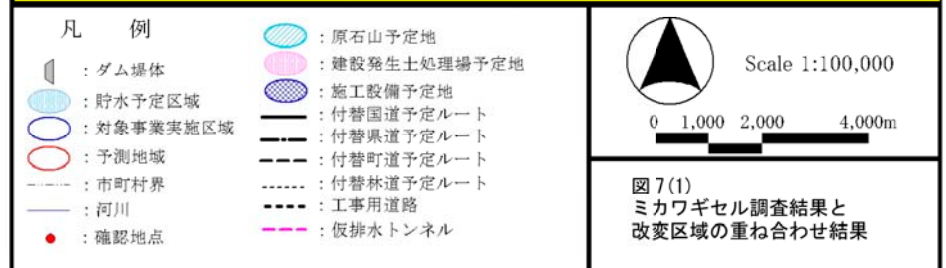 凡 例
: ダム堤体
: 貯水予定区域
: 対象事業実施区域
: 予測地域
: 市町村界
: 河川
: 確認地点
: 原石山予定地
: 建設発生土処理場予定地
: 施工設備予定地
: 付替国道予定ルート
: 付替県道予定ルート
: 付替町道予定ルート
: 付替林道予定ルート
: 工事用道路
: 仮排水トンネル
Scale 1:100,000
0 1,000 2,000 4,000m
図7(1)
ミカワギセル調査結果と
改変区域の重ね合わせ結果